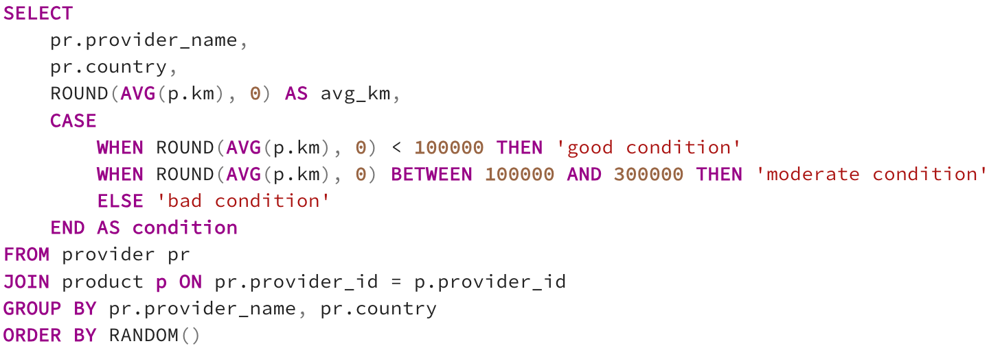 SELECT
    pr.provider_name,
    pr.country,
    ROUND(AVG(p.km), 0) AS avg_km,
    CASE
        WHEN ROUND(AVG(p.km), 0) < 100000 THEN 'good condition'
        WHEN ROUND(AVG(p.km), 0) BETWEEN 100000 AND 300000 THEN 'moderate condition'
        ELSE 'bad condition'
    END AS condition
FROM provider pr
JOIN product p ON pr.provider_id = p.provider_id
GROUP BY pr.provider_name, pr.country
ORDER BY RANDOM()